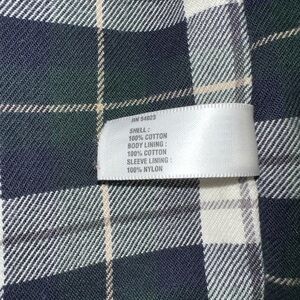 RN 54023
SHELL :
100% COTTON
BODY LINING :
100% COTTON
SLEEVE LINING :
100% NYLON